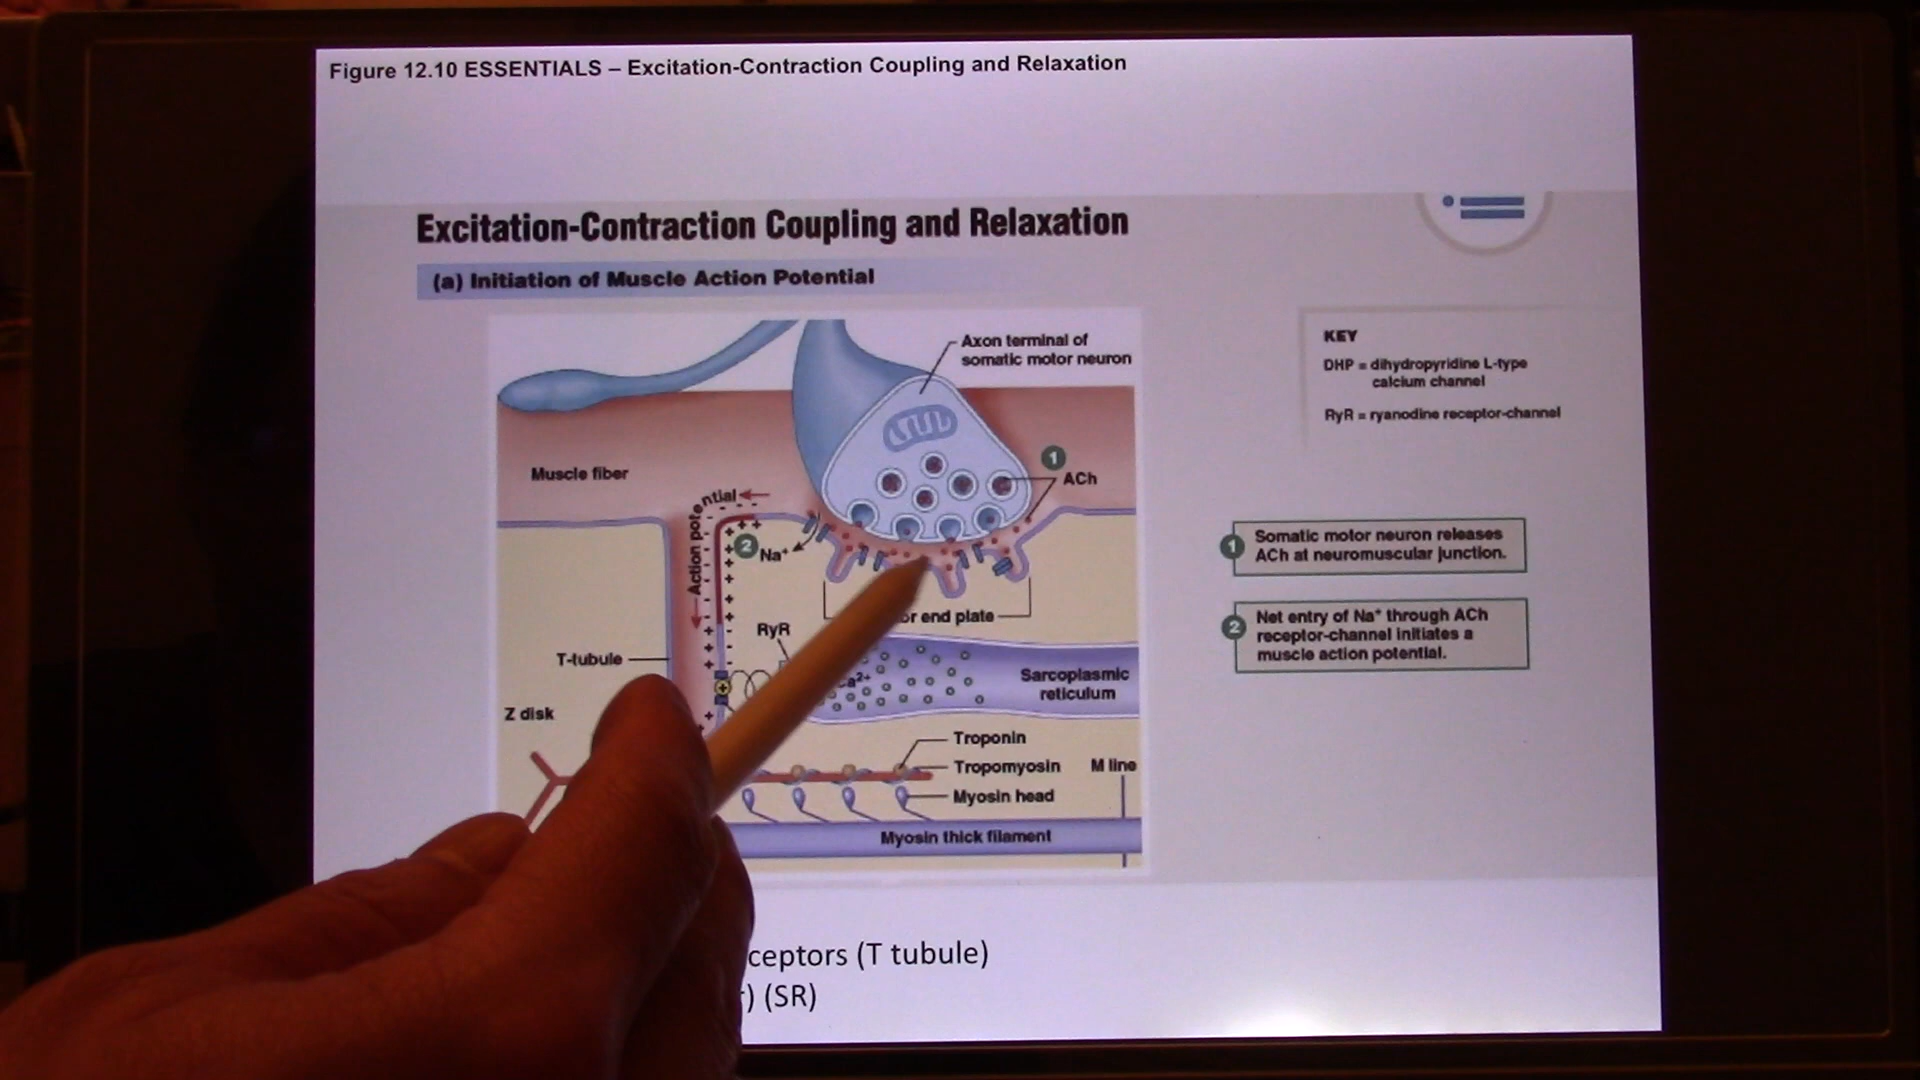 Figure 12.10 ESSENTIALS – Excitation-Contraction Coupling and Relaxation
Excitation-Contraction Coupling and Relaxation
(a) Initiation of Muscle Action Potential
Axon terminal of
somatic motor neuron
KEY
DHP = dihydropyridine L-type
calcium channel
RyR = ryanodine receptor-channel
Muscle fiber
1
ACh
Action potential
2
Na⁺
end plate
RyR
T-tubule
Sarcoplasmic
reticulum
Z disk
Troponin
Tropomyosin
M line
Myosin head
Myosin thick filament
1 Somatic motor neuron releases
ACh at neuromuscular junction.
2 Net entry of Na⁺ through ACh
receptor-channel initiates a
muscle action potential.
ceptors (T tubule)
) (SR)